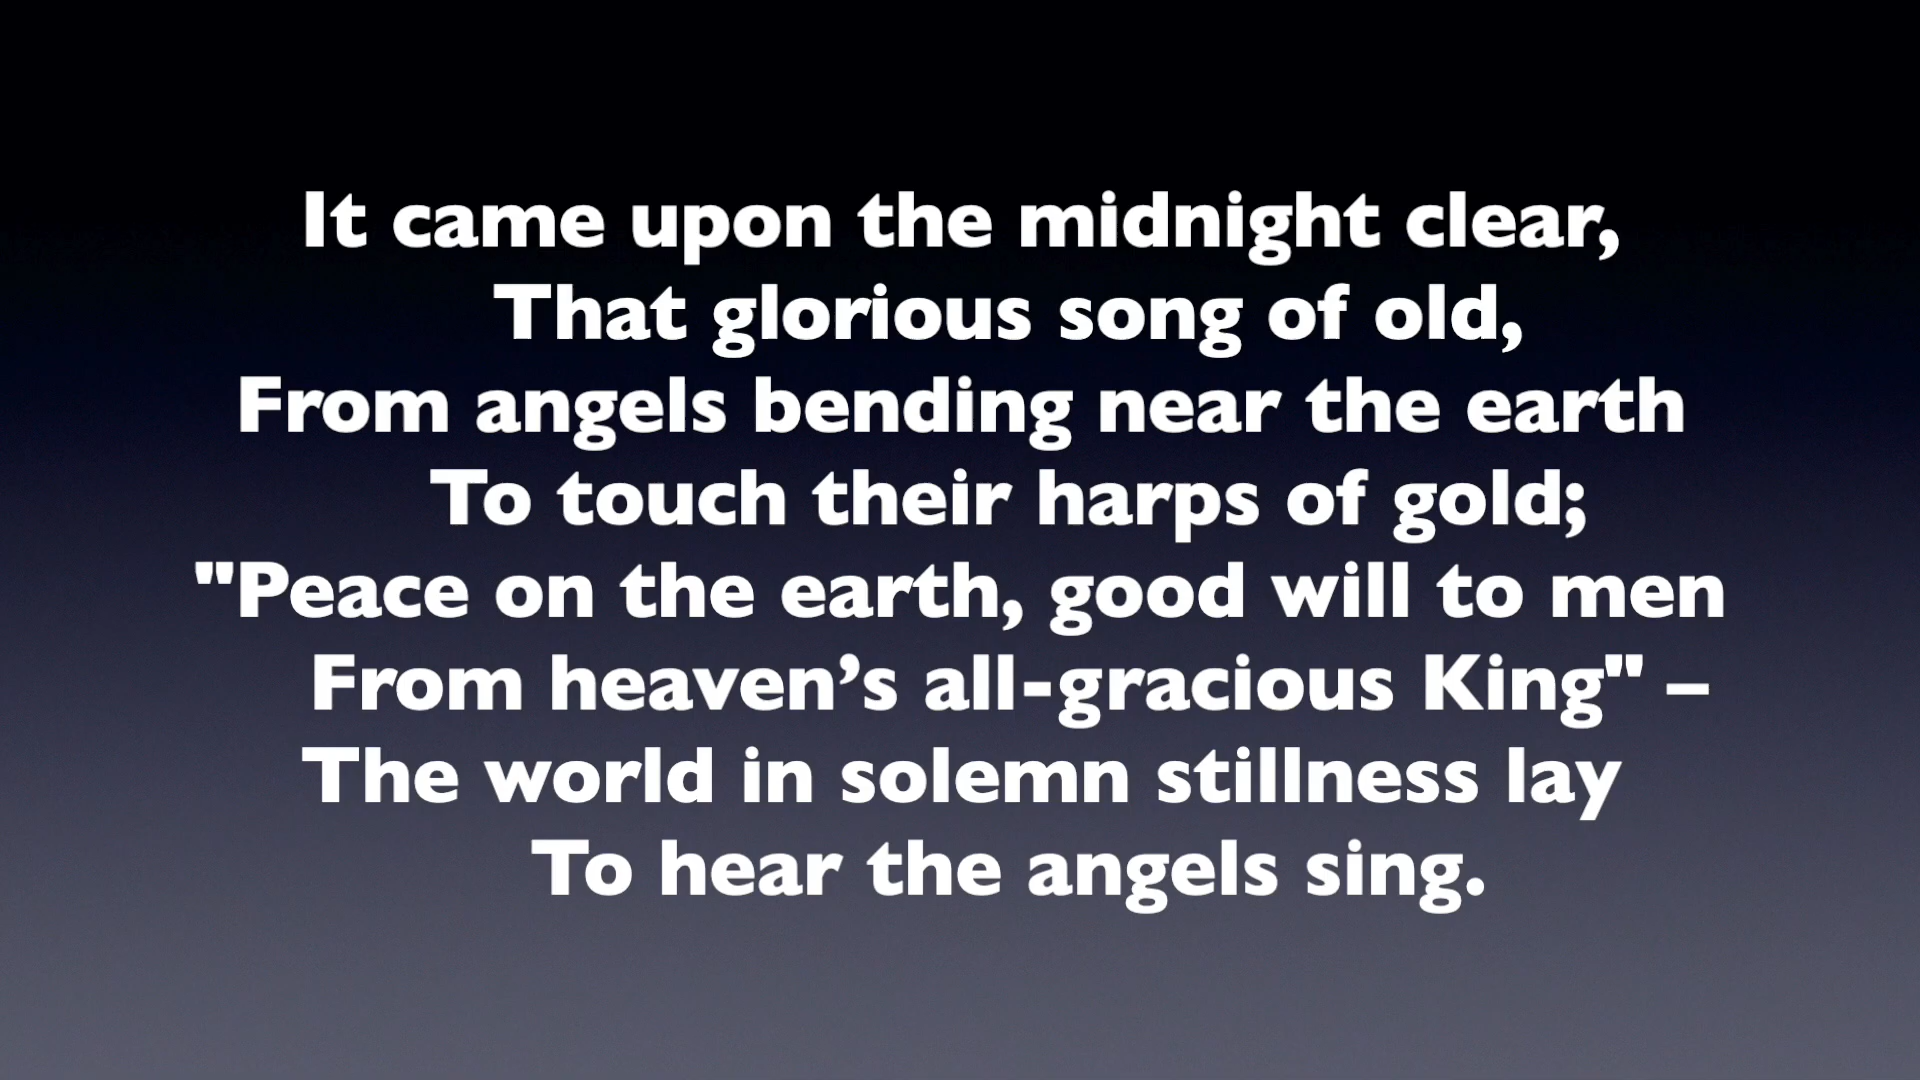 It came upon the midnight clear,
That glorious song of old,
From angels bending near the earth
To touch their harps of gold;
"Peace on the earth, good will to men
From heaven’s all-gracious King" –
The world in solemn stillness lay
To hear the angels sing.